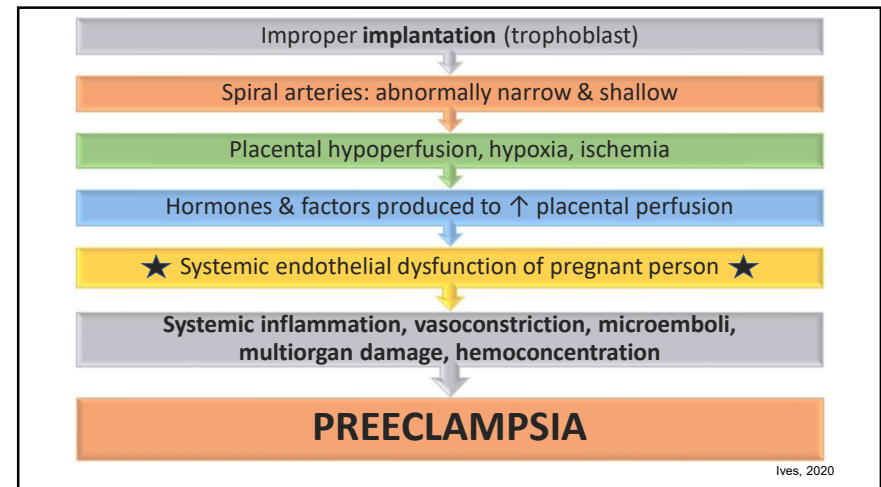 Improper implantation (trophoblast)
Spiral arteries: abnormally narrow & shallow
Placental hypoperfusion, hypoxia, ischemia
Hormones & factors produced to ↑ placental perfusion
★ Systemic endothelial dysfunction of pregnant person ★
Systemic inflammation, vasoconstriction, microemboli,
multiorgan damage, hemoconcentration
PREECLAMPSIA
Ives, 2020